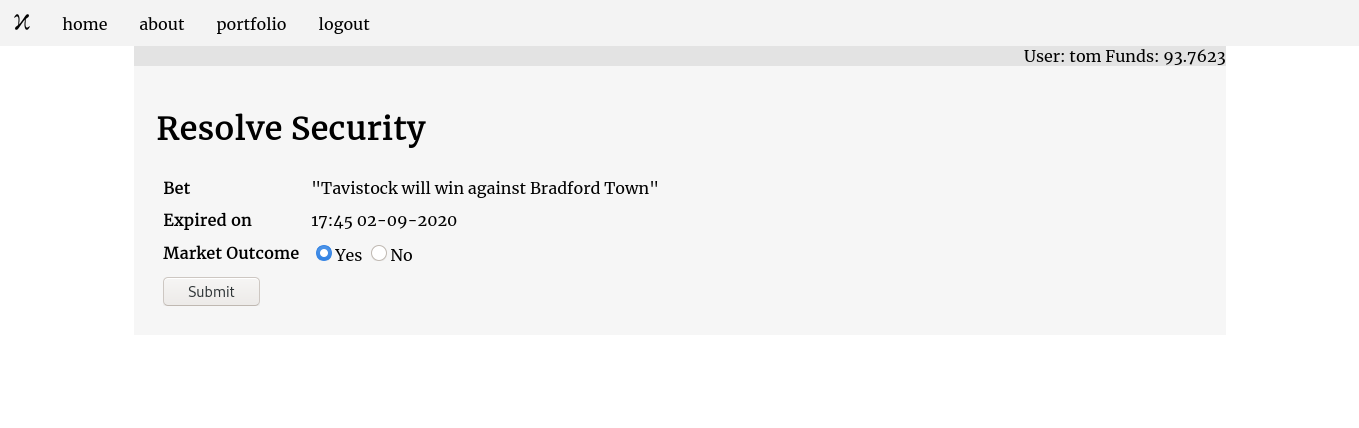 home about portfolio logout
User: tom Funds: 93.7623
Resolve Security
Bet "Tavistock will win against Bradford Town"
Expired on 17:45 02-09-2020
Market Outcome Yes No
Submit